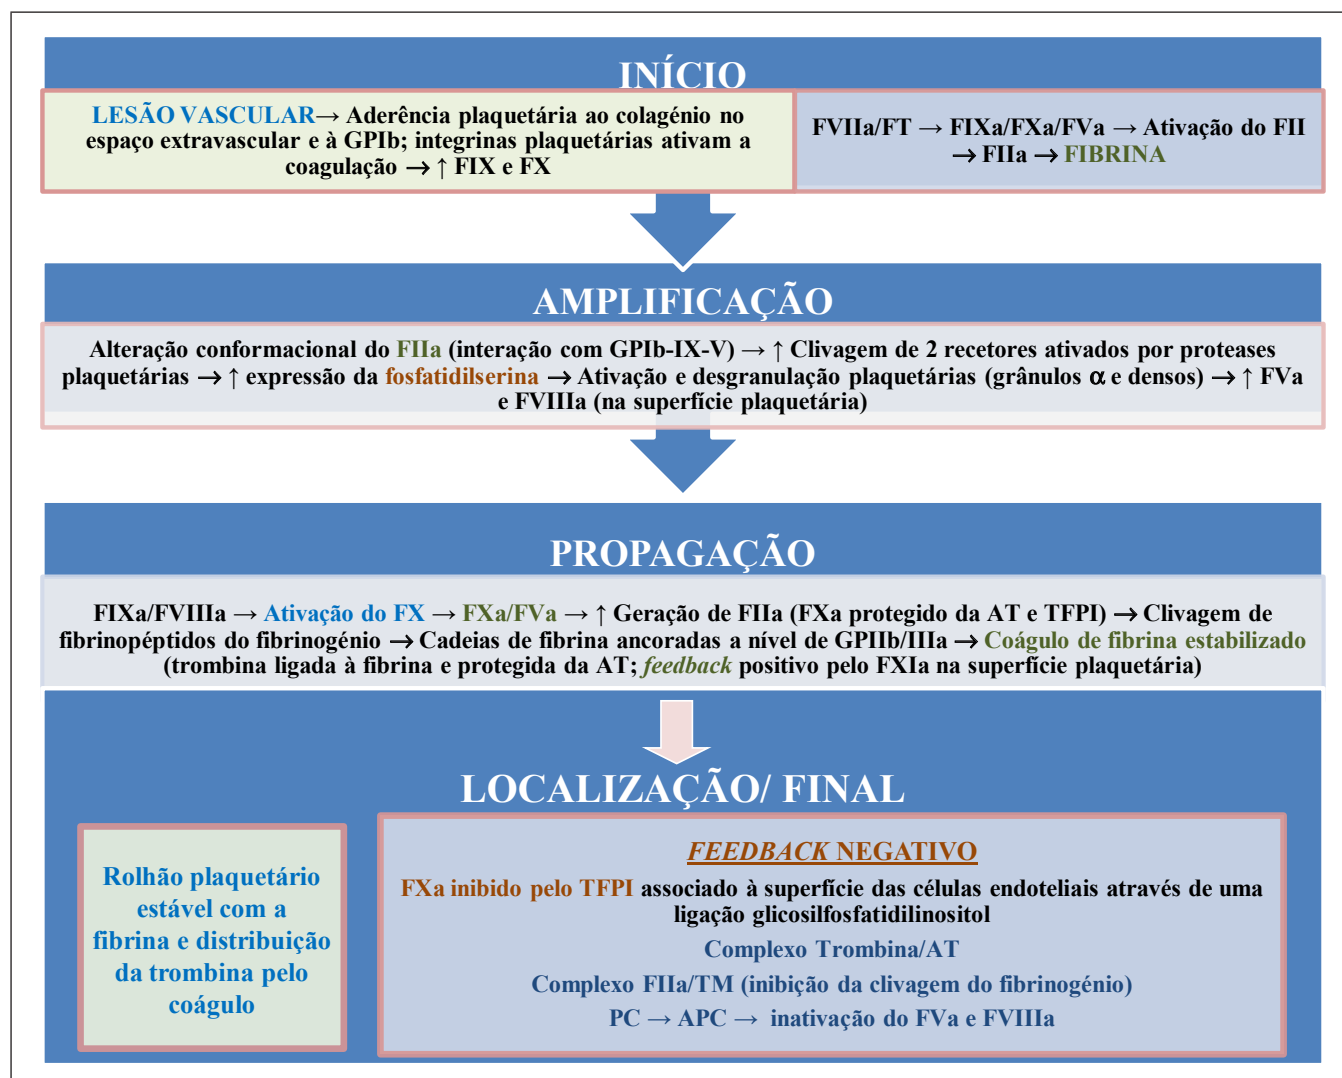 INÍCIO
LESÃO VASCULAR→ Aderência plaquetária ao colagénio no
espaço extravascular e à GPIb; integrinas plaquetárias ativam a
coagulação → ↑ FIX e FX
FVIIa/FT → FIXa/FXa/FVa → Ativação do FII
→ FIIa → FIBRINA
AMPLIFICAÇÃO
Alteração conformacional do FIIa (interação com GPIb-IX-V) → ↑ Clivagem de 2 recetores ativados por proteases
plaquetárias → ↑ expressão da fosfatidilserina → Ativação e desgranulação plaquetárias (grânulos α e densos) → ↑ FVa
e FVIIIa (na superfície plaquetária)
PROPAGAÇÃO
FIXa/FVIIIa → Ativação do FX → FXa/FVa → ↑ Geração de FIIa (FXa protegido da AT e TFPI) → Clivagem de
fibrinopéptidos do fibrinogénio → Cadeias de fibrina ancoradas a nível de GPIIb/IIIa → Coágulo de fibrina estabilizado
(trombina ligada à fibrina e protegida da AT; feedback positivo pelo FXIa na superfície plaquetária)
LOCALIZAÇÃO/ FINAL
Rolhão plaquetário
estável com a
fibrina e distribuição
da trombina pelo
coágulo
FEEDBACK NEGATIVO
FXa inibido pelo TFPI associado à superfície das células endoteliais através de uma
ligação glicosilfosfatidilinositol
Complexo Trombina/AT
Complexo FIIa/TM (inibição da clivagem do fibrinogénio)
PC → APC → inativação do FVa e FVIIIa